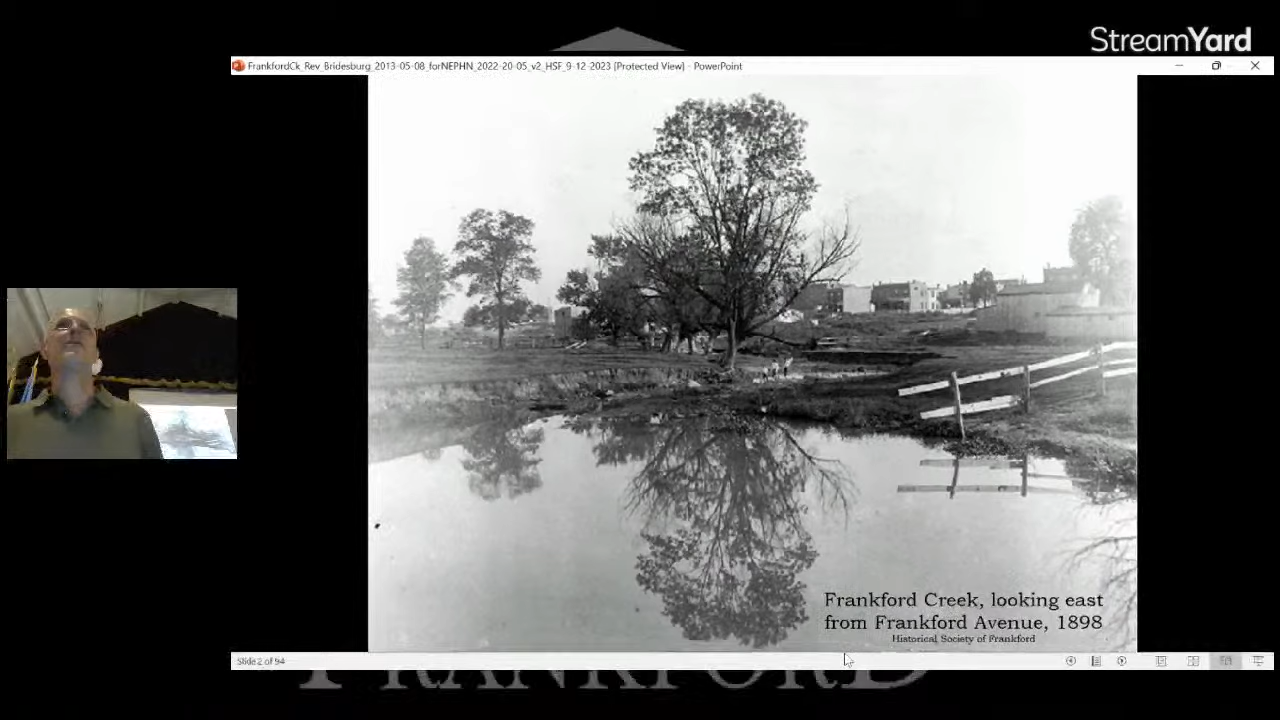 StreamYard
FrankfordCk_Rev_Bridesburg_2013-05-08_forNEPHN_2022-20-05_v2_HSF_9-12-2023 [Protected View] - PowerPoint
Frankford Creek, looking east
from Frankford Avenue, 1898
Historical Society of Frankford
Slide 2 of 94
FRANKFORD